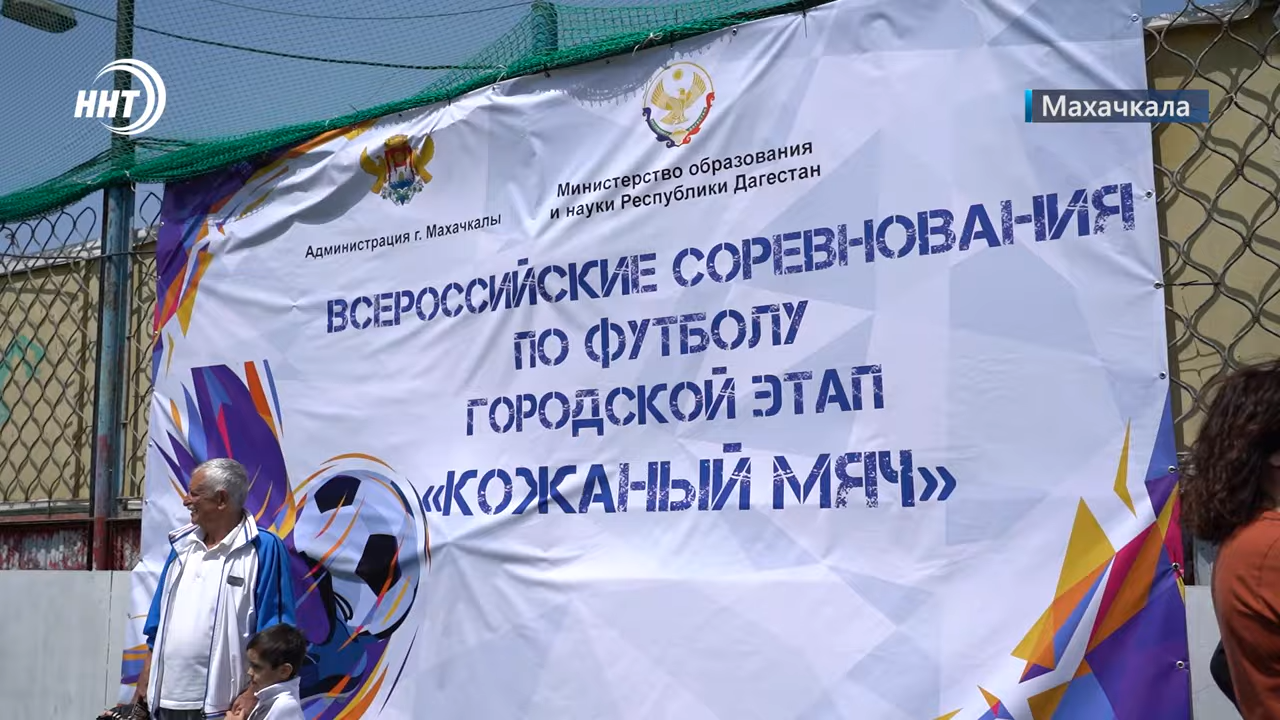 ННТ
Махачкала
Министерство образования
и науки Республики Дагестан
Администрация г. Махачкалы
ВСЕРОССИЙСКИЕ СОРЕВНОВАНИЯ
ПО ФУТБОЛУ
ГОРОДСКОЙ ЭТАП
«КОЖАНЫЙ МЯЧ»